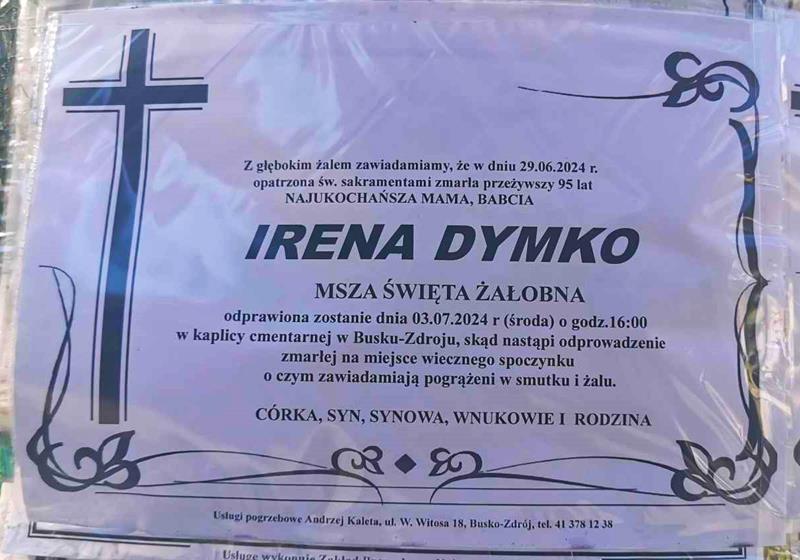 Z głębokim żalem zawiadamiamy, że w dniu 29.06.2024 r.
opatrzona św. sakramentami zmarła przeżywszy 95 lat
NAJUKOCHAŃSZA MAMA, BABCIA
IRENA DYMKO
MSZA ŚWIĘTA ŻAŁOBNA
odprawiona zostanie dnia 03.07.2024 r (środa) o godz.16:00
w kaplicy cmentarnej w Busku-Zdroju, skąd nastąpi odprowadzenie
zmarłej na miejsce wiecznego spoczynku
o czym zawiadamiają pogrążeni w smutku i żalu.
CÓRKA, SYN, SYNOWA, WNUKOWIE I RODZINA
Usługi pogrzebowe Andrzej Kaleta, ul. W. Witosa 18, Busko-Zdrój, tel. 41 378 12 38
Usługę wykonuje Zakład